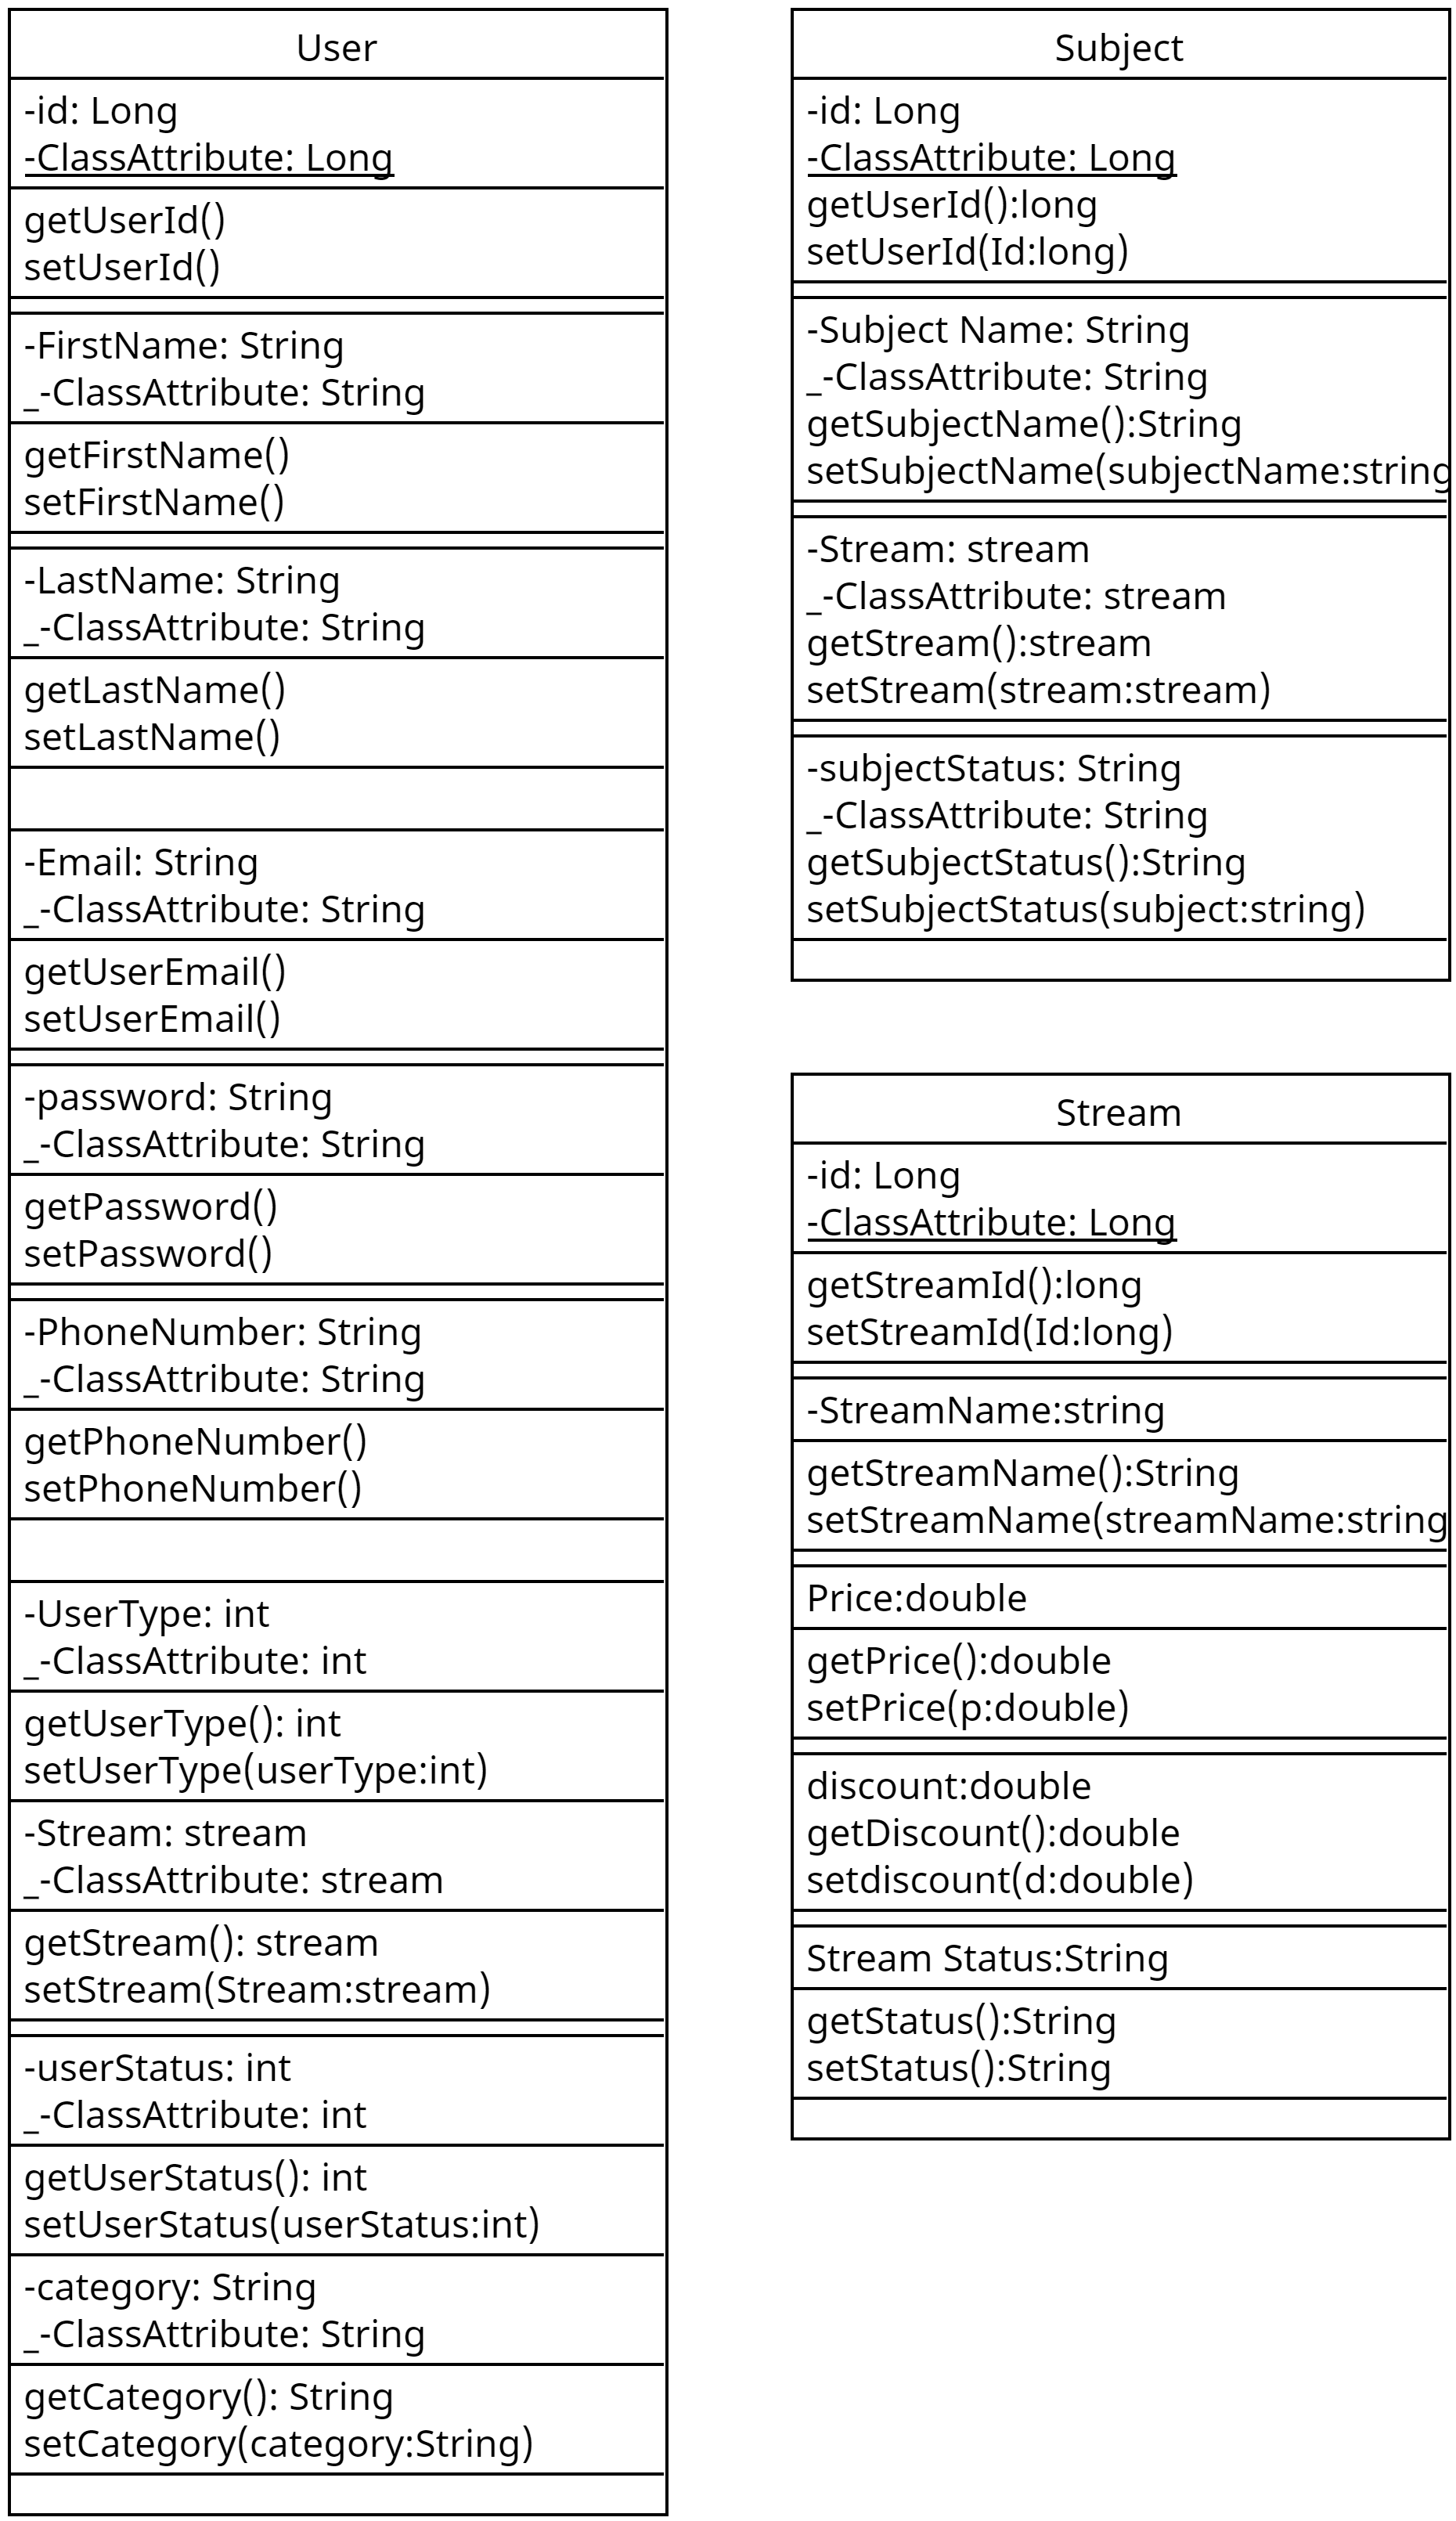 User
-id: Long
-ClassAttribute: Long
getUserId()
setUserId()
-FirstName: String
_-ClassAttribute: String
getFirstName()
setFirstName()
-LastName: String
_-ClassAttribute: String
getLastName()
setLastName()
-Email: String
_-ClassAttribute: String
getUserEmail()
setUserEmail()
-password: String
_-ClassAttribute: String
getPassword()
setPassword()
-PhoneNumber: String
_-ClassAttribute: String
getPhoneNumber()
setPhoneNumber()
-UserType: int
_-ClassAttribute: int
getUserType(): int
setUserType(userType:int)
-Stream: stream
_-ClassAttribute: stream
getStream(): stream
setStream(Stream:stream)
-userStatus: int
_-ClassAttribute: int
getUserStatus(): int
setUserStatus(userStatus:int)
-category: String
_-ClassAttribute: String
getCategory(): String
setCategory(category:String)
Subject
-id: Long
-ClassAttribute: Long
getUserId():long
setUserId(Id:long)
-Subject Name: String
_-ClassAttribute: String
getSubjectName():String
setSubjectName(subjectName:string
-Stream: stream
_-ClassAttribute: stream
getStream():stream
setStream(stream:stream)
-subjectStatus: String
_-ClassAttribute: String
getSubjectStatus():String
setSubjectStatus(subject:string)
Stream
-id: Long
-ClassAttribute: Long
getStreamId():long
setStreamId(Id:long)
-StreamName:string
getStreamName():String
setStreamName(streamName:string
Price:double
getPrice():double
setPrice(p:double)
discount:double
getDiscount():double
setdiscount(d:double)
Stream Status:String
getStatus():String
setStatus():String